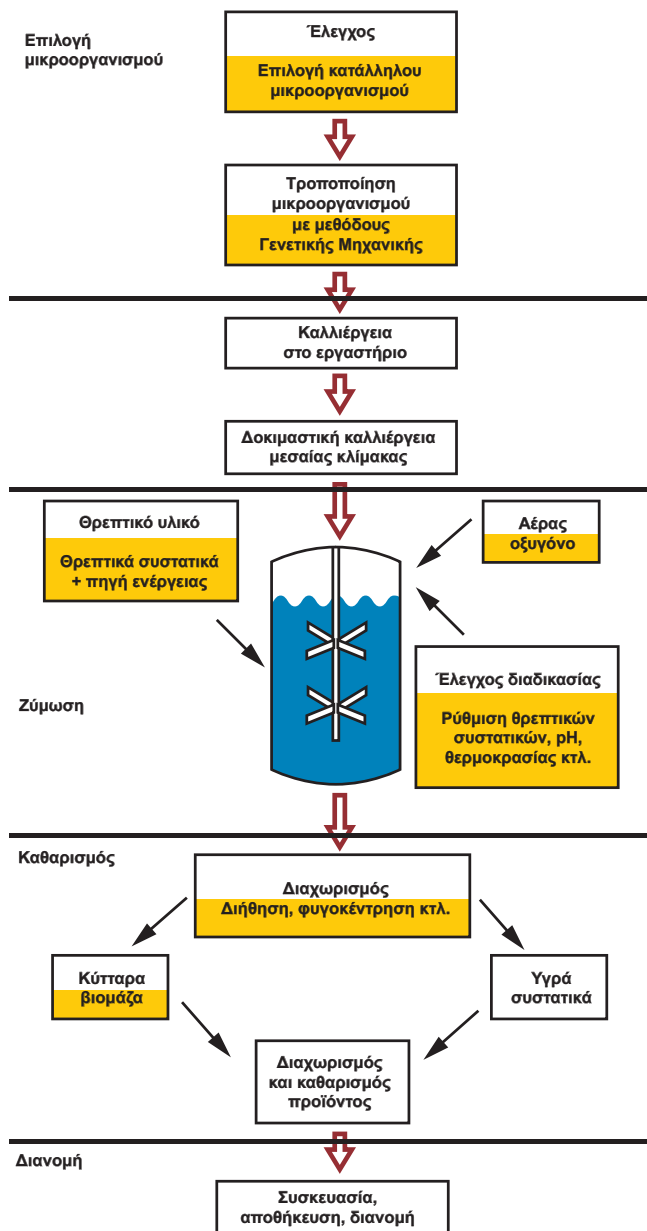 Επιλογή
μικροοργανισμού
Έλεγχος
Επιλογή κατάλληλου
μικροοργανισμού
Τροποποίηση
μικροοργανισμού
με μεθόδους
Γενετικής Μηχανικής
Καλλιέργεια
στο εργαστήριο
Δοκιμαστική καλλιέργεια
μεσαίας κλίμακας
Θρεπτικό υλικό
Θρεπτικά συστατικά
+ πηγή ενέργειας
Αέρας
οξυγόνο
Έλεγχος διαδικασίας
Ρύθμιση θρεπτικών
συστατικών, pH,
θερμοκρασίας κτλ.
Ζύμωση
Καθαρισμός
Διαχωρισμός
Διήθηση, φυγοκέντρηση κτλ.
Κύτταρα
βιομάζα
Υγρά
συστατικά
Διαχωρισμός
και καθαρισμός
προϊόντος
Διανομή
Συσκευασία,
αποθήκευση, διανομή